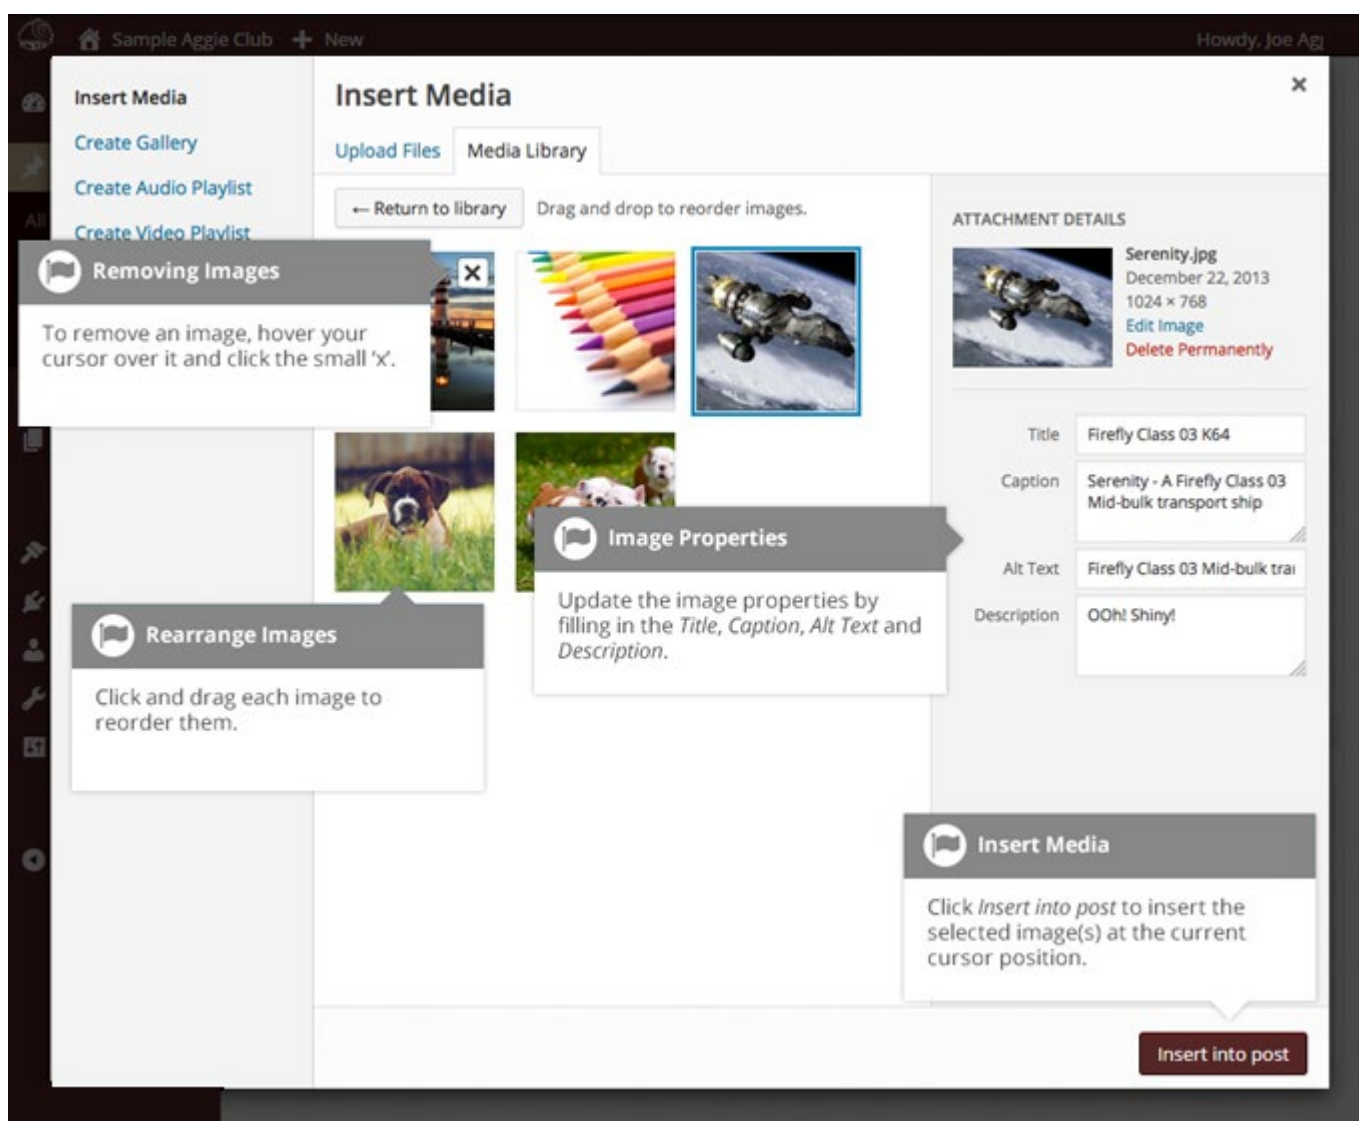 Sample Aggie Club + New
Howdy, Joe Ag
Insert Media
Create Gallery
Create Audio Playlist
Create Video Playlist
Insert Media
×
Upload Files
Media Library
← Return to library
Drag and drop to reorder images.
All
Removing Images
To remove an image, hover your
cursor over it and click the small ‘x’.
Rearrange Images
Click and drag each image to
reorder them.
Image Properties
Update the image properties by
filling in the Title, Caption, Alt Text and
Description.
ATTACHMENT DETAILS
Serenity.jpg
December 22, 2013
1024 × 768
Edit Image
Delete Permanently
Title
Firefly Class 03 K64
Caption
Serenity - A Firefly Class 03
Mid-bulk transport ship
Alt Text
Firefly Class 03 Mid-bulk tra
Description
OOh! Shiny!
Insert Media
Click Insert into post to insert the
selected image(s) at the current
cursor position.
Insert into post